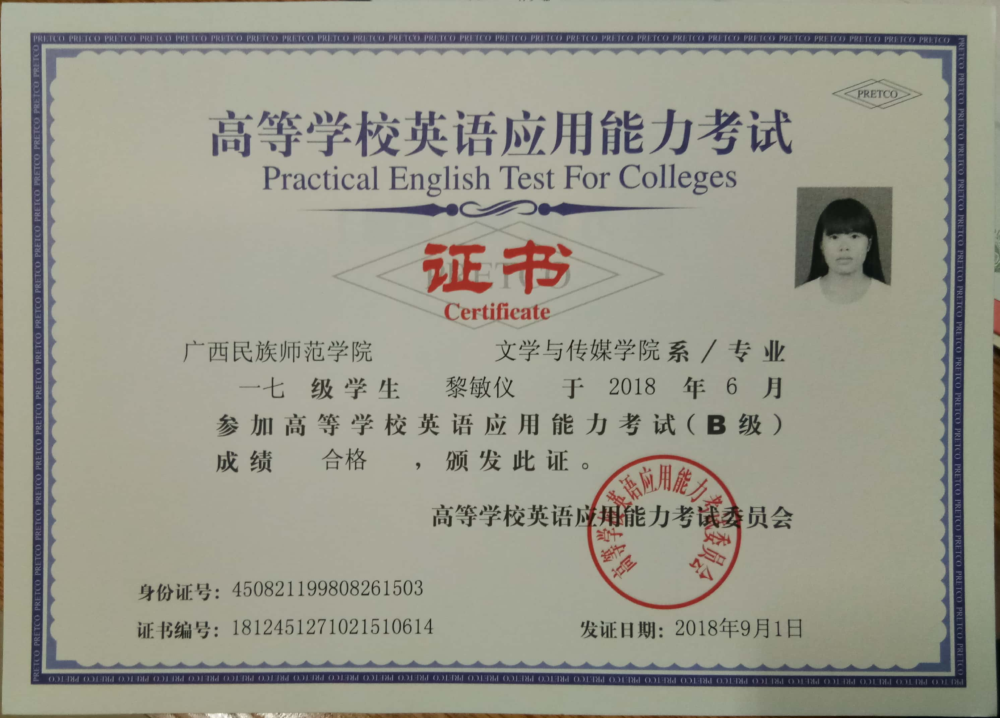 PRETCO
高等学校英语应用能力考试
Practical English Test For Colleges
PRETCO
证书
Certificate
广西民族师范学院 文学与传媒学院 系 / 专业
一七 级学生 黎敏仪 于 2018 年 6 月
参加高等学校英语应用能力考试（B级）
成绩 合格 ，颁发此证。
高等学校英语应用能力考试委员会
高等学校英语应用能力考试委员会
身份证号：450821199808261503
证书编号：1812451271021510614
发证日期：2018年9月1日